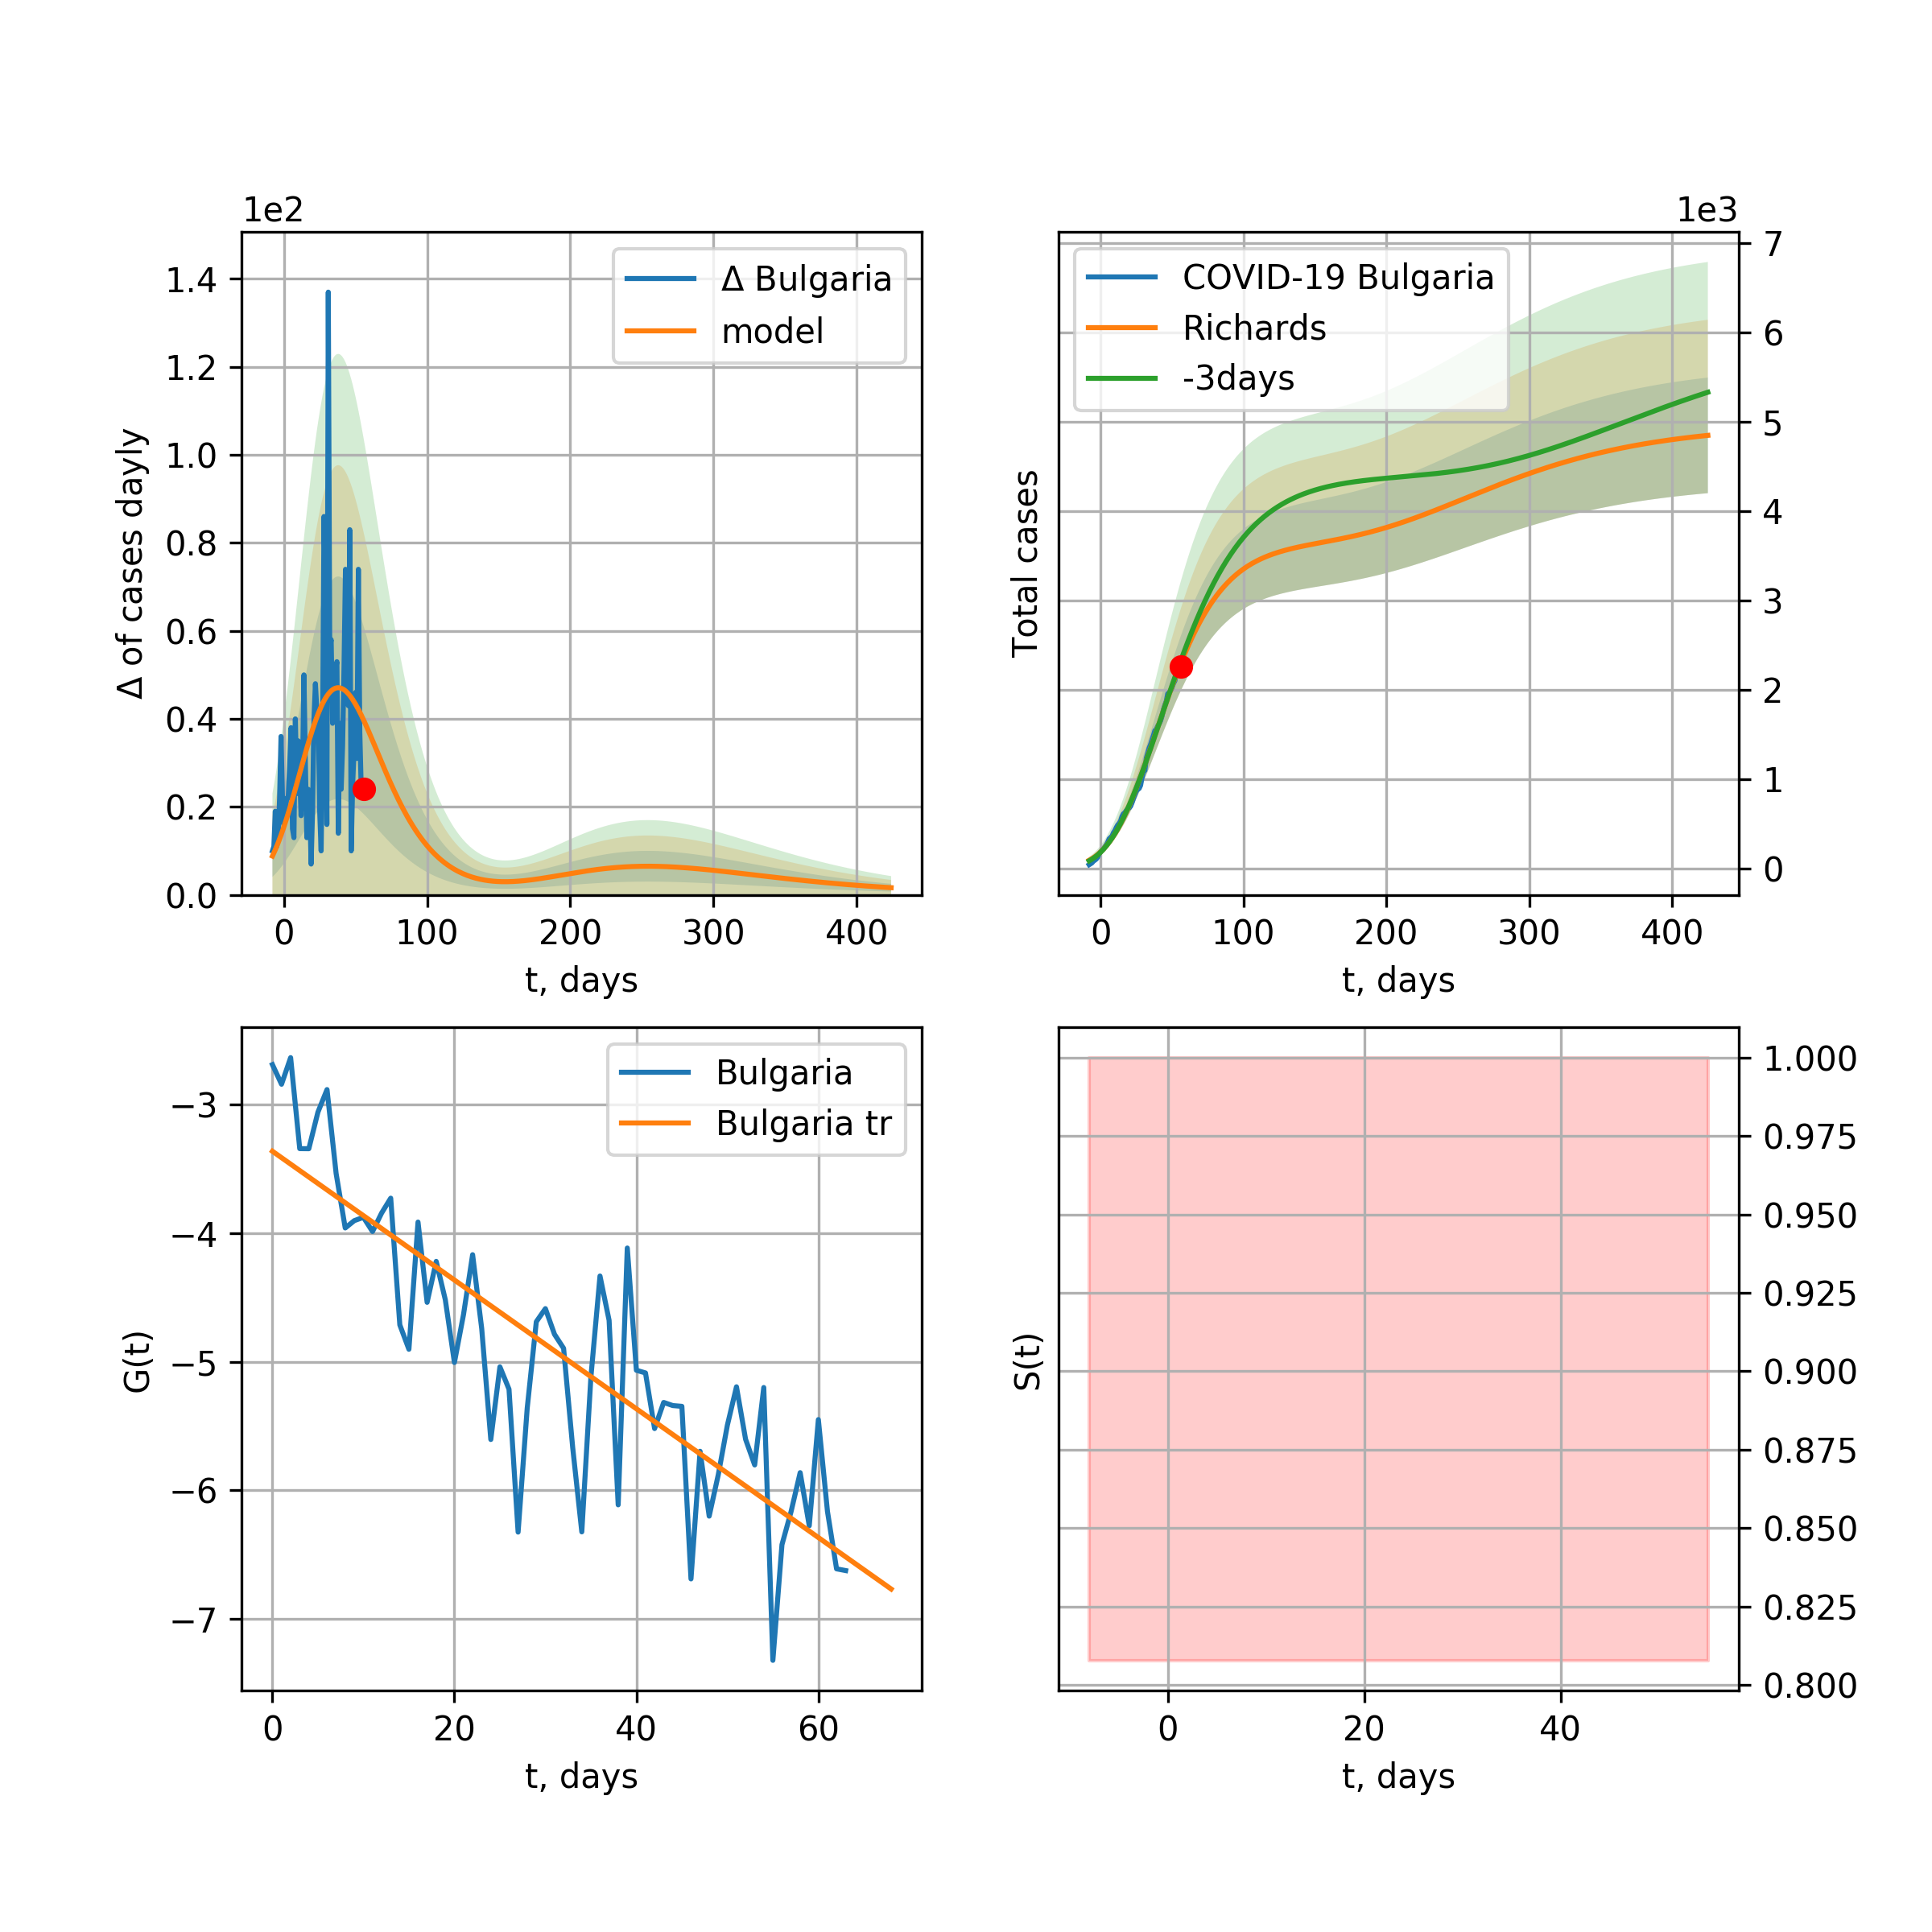 1e2
Δ of cases dayly
1.4
1.2
1.0
0.8
0.6
0.4
0.2
0.0
0 100 200 300 400
t, days
Δ Bulgaria
model
1e3
Total cases
7
6
5
4
3
2
1
0
0 100 200 300 400
t, days
COVID-19 Bulgaria
Richards
-3days
G(t)
−3
−4
−5
−6
−7
0 20 40 60
t, days
Bulgaria
Bulgaria tr
S(t)
1.000
0.975
0.950
0.925
0.900
0.875
0.850
0.825
0.800
0 20 40
t, days